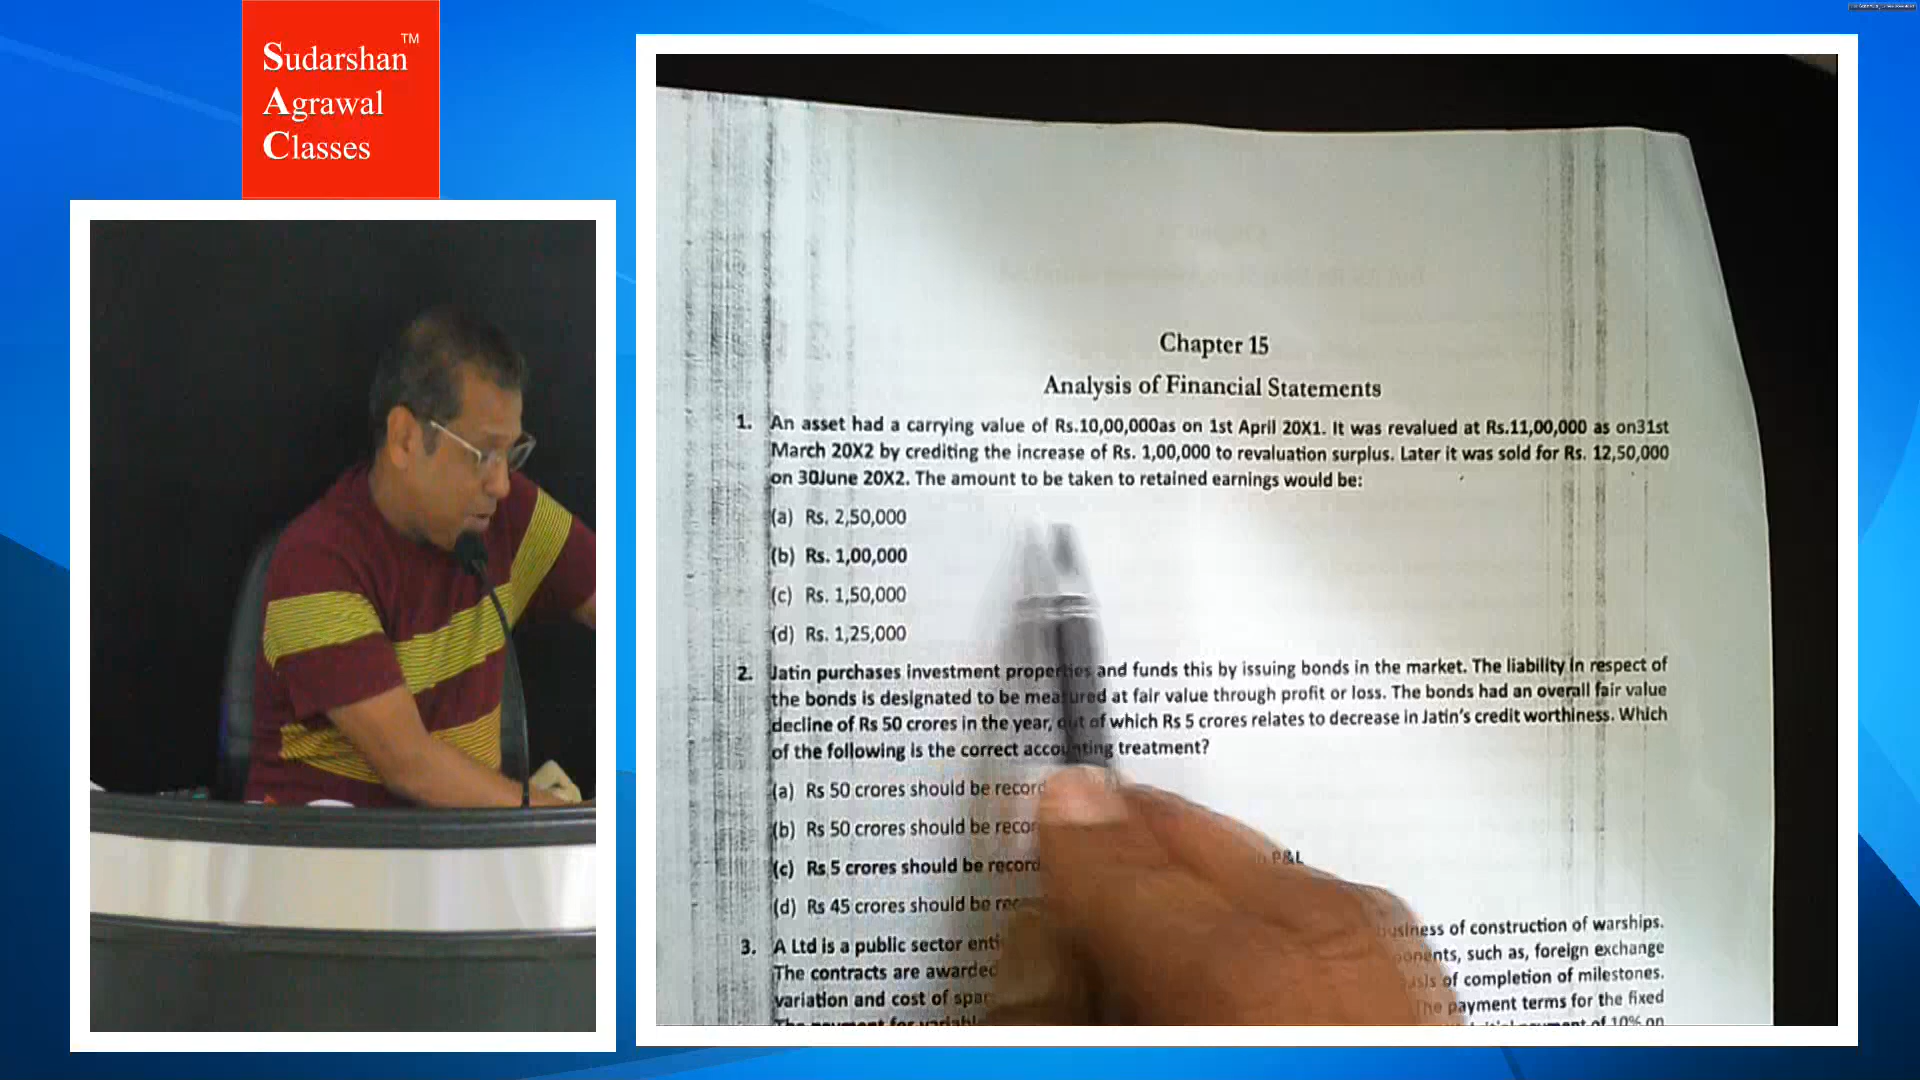 Sudarshan TM
Agrawal
Classes
Chapter 15
Analysis of Financial Statements
1. An asset had a carrying value of Rs.10,00,000as on 1st April 20X1. It was revalued at Rs.11,00,000 as on31st
March 20X2 by crediting the increase of Rs. 1,00,000 to revaluation surplus. Later it was sold for Rs. 12,50,000
on 30June 20X2. The amount to be taken to retained earnings would be:
(a) Rs. 2,50,000
(b) Rs. 1,00,000
(c) Rs. 1,50,000
(d) Rs. 1,25,000
2. Jatin purchases investment properties and funds this by issuing bonds in the market. The liability in respect of
the bonds is designated to be measured at fair value through profit or loss. The bonds had an overall fair value
decline of Rs 50 crores in the year, out of which Rs 5 crores relates to decrease in Jatin's credit worthiness. Which
of the following is the correct accounting treatment?
(a) Rs 50 crores should be
(b) Rs 50 crores should be
(c) Rs 5 crores should be record
(d) Rs 45 crores should be
P&L
3. A Ltd is a public sector business of construction of warships.
The contracts are awarded such as, foreign exchange
variation and cost of of completion of milestones.
The payment terms for the fixed
of 10% on